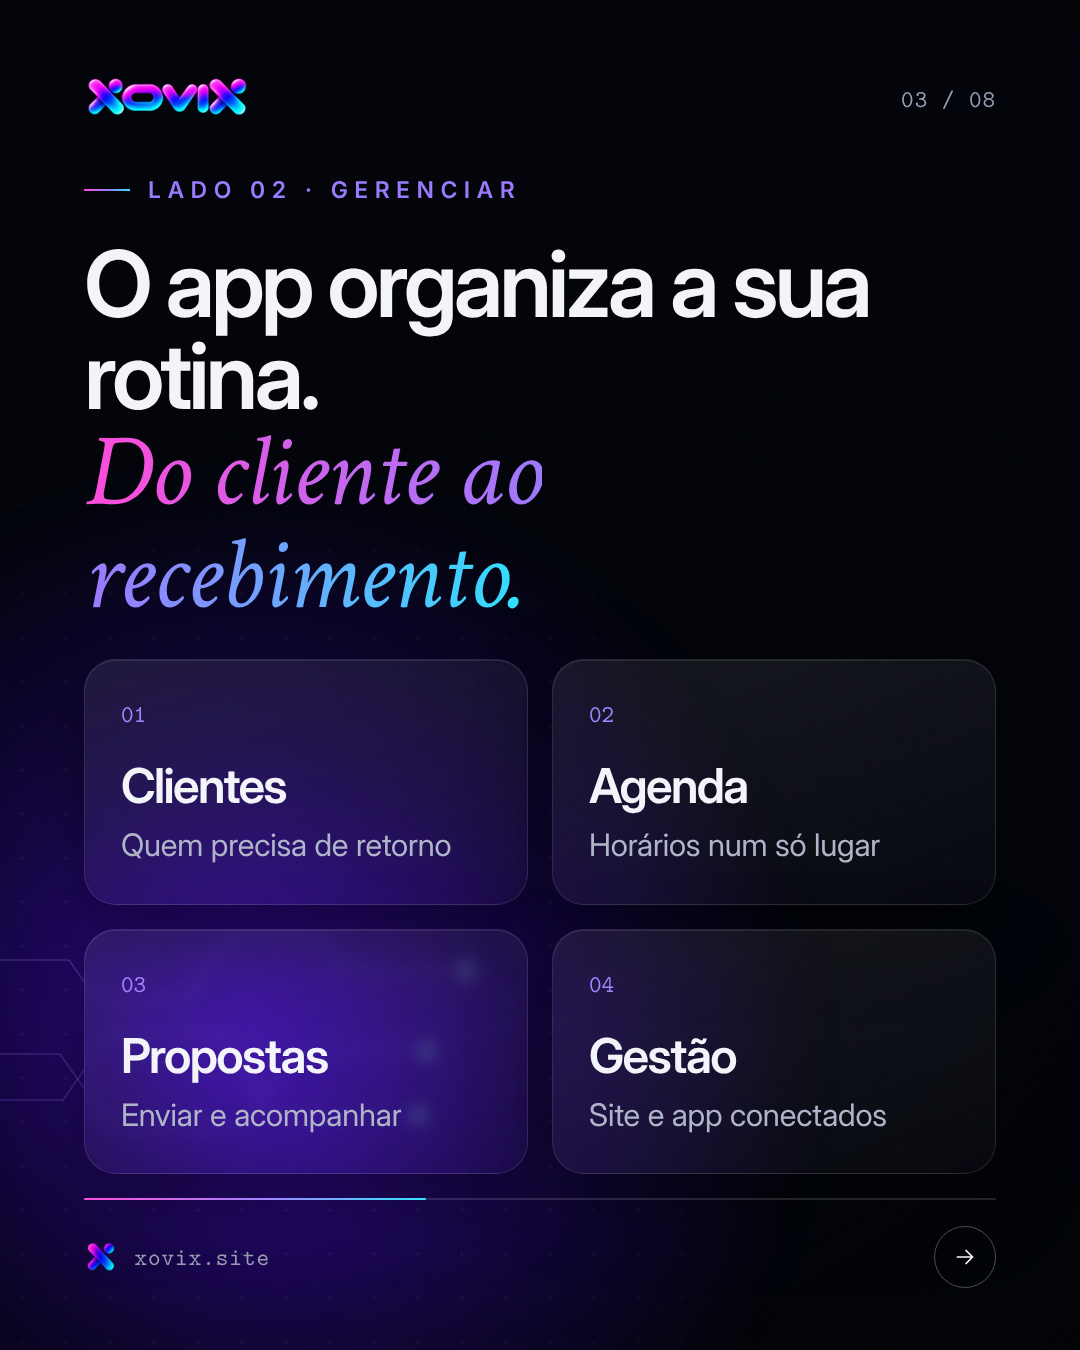 XOVIX
03 / 08
LADO 02 · GERENCIAR
O app organiza a sua
rotina.
Do cliente ao
recebimento.
01
Clientes
Quem precisa de retorno
02
Agenda
Horários num só lugar
03
Propostas
Enviar e acompanhar
04
Gestão
Site e app conectados
xovix.site